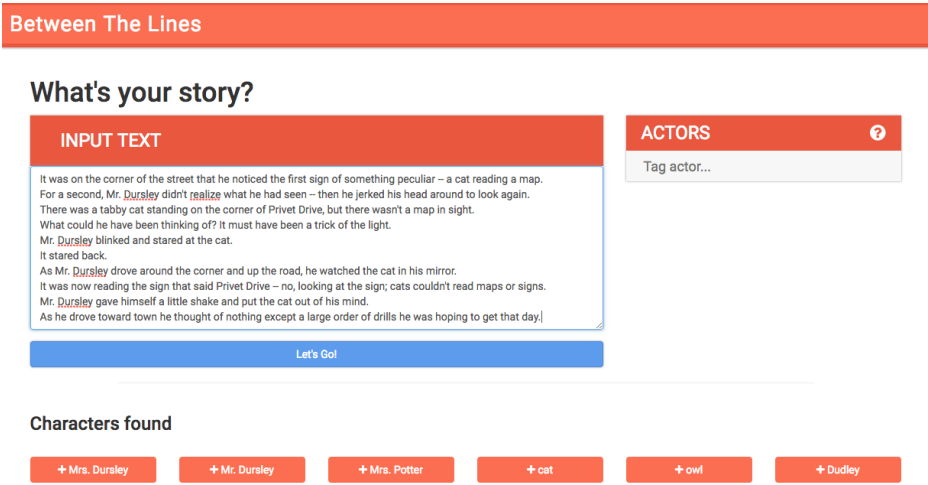 Between The Lines
What's your story?
INPUT TEXT
It was on the corner of the street that he noticed the first sign of something peculiar -- a cat reading a map.
For a second, Mr. Dursley didn't realize what he had seen -- then he jerked his head around to look again.
There was a tabby cat standing on the corner of Privet Drive, but there wasn't a map in sight.
What could he have been thinking of? It must have been a trick of the light.
Mr. Dursley blinked and stared at the cat.
It stared back.
As Mr. Dursley drove around the corner and up the road, he watched the cat in his mirror.
It was now reading the sign that said Privet Drive -- no, looking at the sign; cats couldn't read maps or signs.
Mr. Dursley gave himself a little shake and put the cat out of his mind.
As he drove toward town he thought of nothing except a large order of drills he was hoping to get that day.
Let's Go!
ACTORS ?
Tag actor...
Characters found
+ Mrs. Dursley
+ Mr. Dursley
+ Mrs. Potter
+ cat
+ owl
+ Dudley